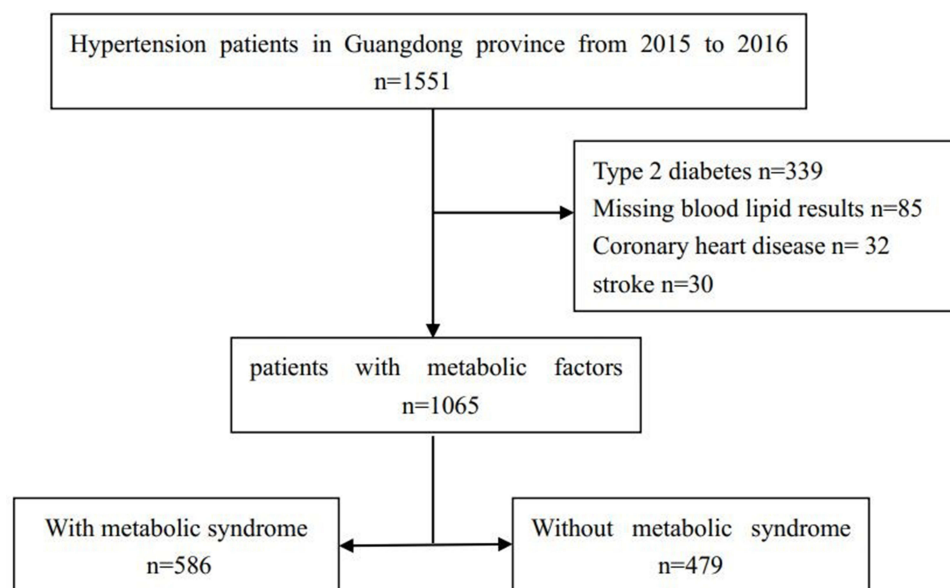 Hypertension patients in Guangdong province from 2015 to 2016
n=1551
Type 2 diabetes n=339
Missing blood lipid results n=85
Coronary heart disease n= 32
stroke n=30
patients with metabolic factors
n=1065
With metabolic syndrome
n=586
Without metabolic syndrome
n=479